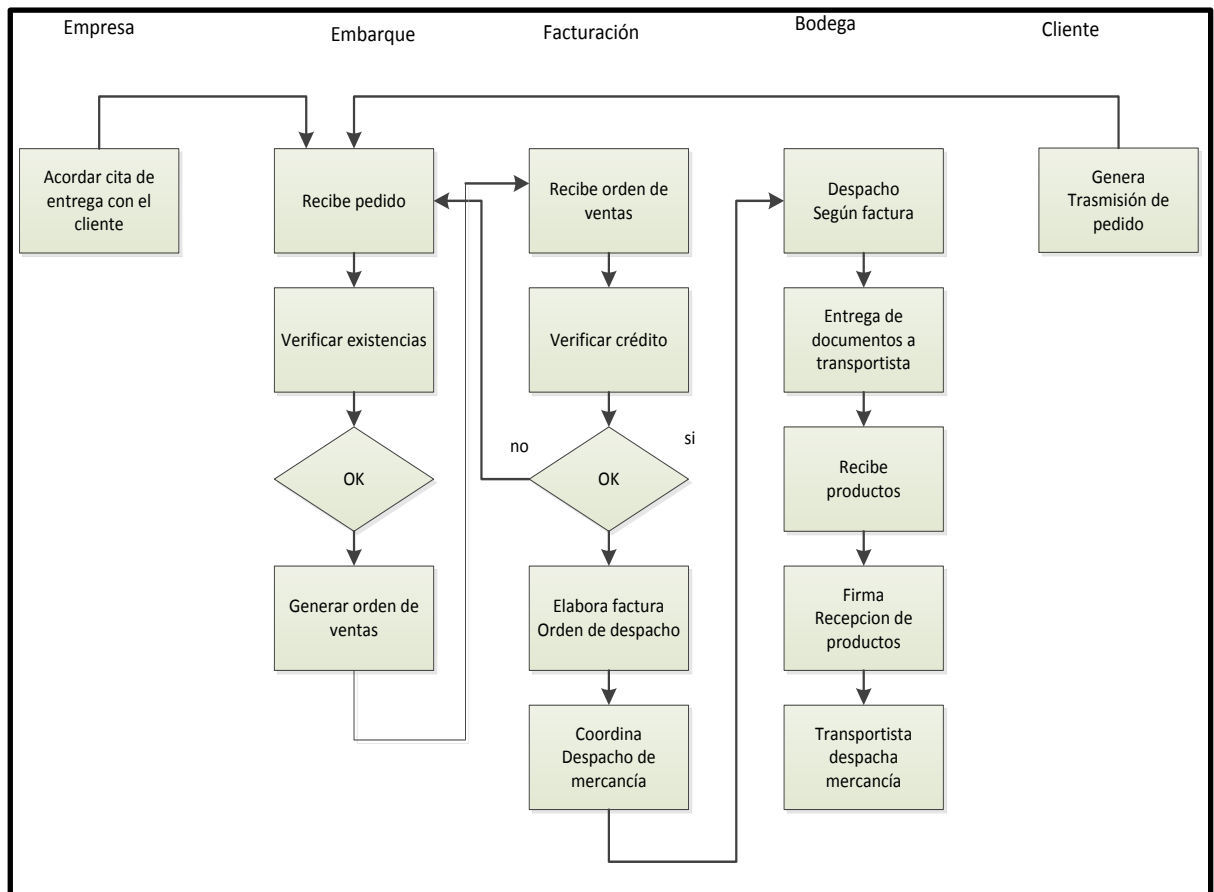 Empresa
Embarque
Facturación
Bodega
Cliente
Acordar cita de
entrega con el
cliente
Recibe pedido
Recibe orden de
ventas
Despacho
Según factura
Genera
Trasmisión de
pedido
Verificar existencias
Verificar crédito
Entrega de
documentos a
transportista
OK
no
OK
si
Recibe
productos
Generar orden de
ventas
Elabora factura
Orden de despacho
Firma
Recepcion de
productos
Coordina
Despacho de
mercancía
Transportista
despacha
mercancía